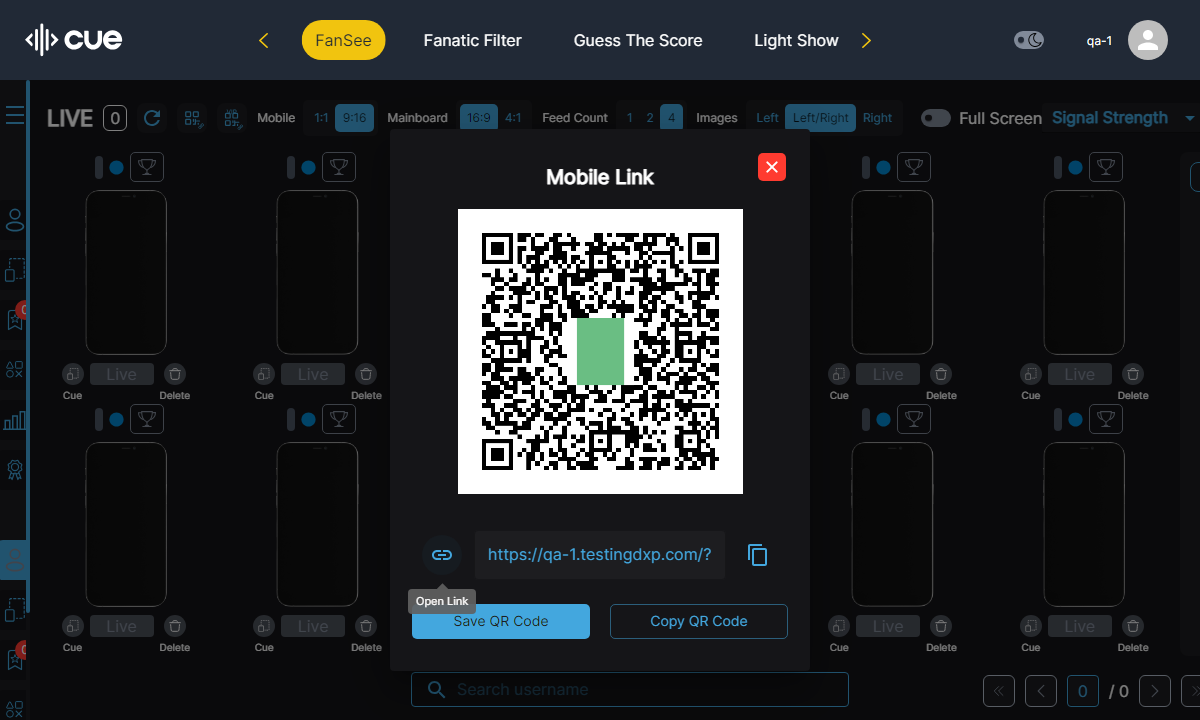 cue
FanSee
Fanatic Filter
Guess The Score
Light Show
qa-1
LIVE 0
Mobile 1:1 9:16
Mainboard 16:9 4:1
Feed Count 1 2 4
Images Left Left/Right Right
Full Screen
Signal Strength
Mobile Link
Live Live Live Live
Cue Delete Cue Delete Cue Delete Cue Delete
https://qa-1.testingdxp.com/?
Open Link
Save QR Code
Copy QR Code
Live Live Live Live
Cue Delete Cue Delete Cue Delete Cue Delete
Search username
0 / 0